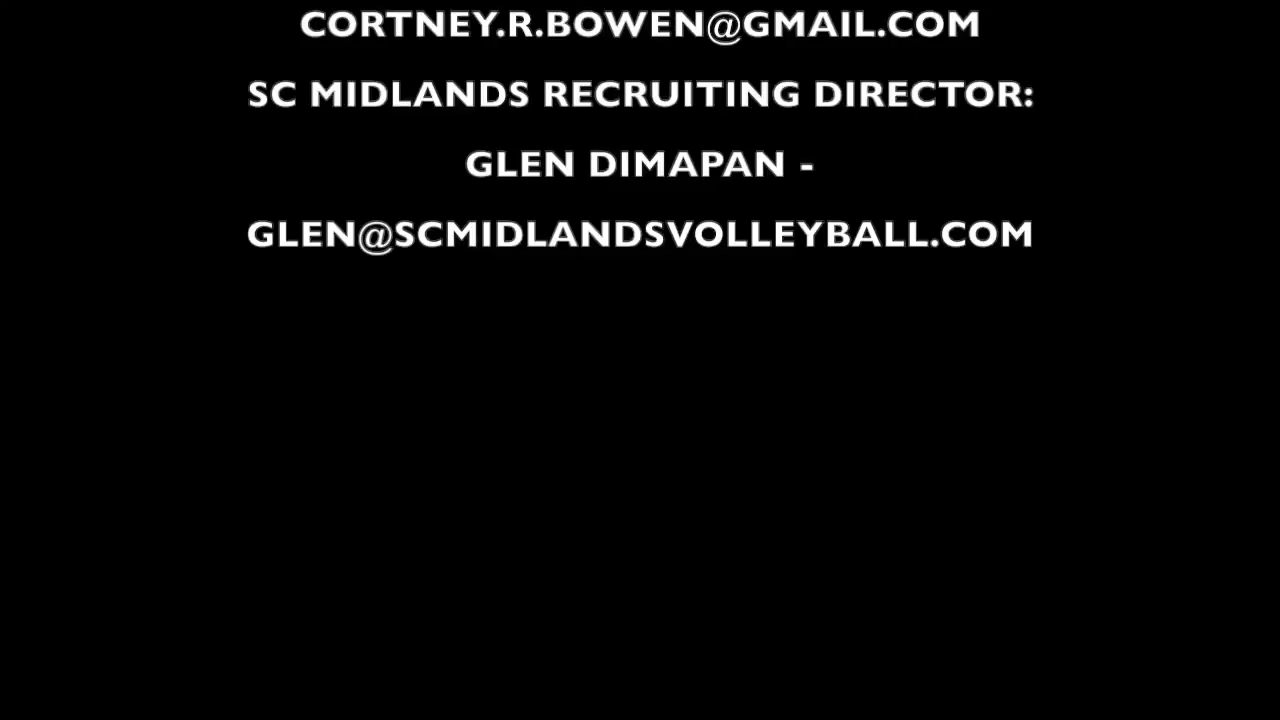 CORTNEY.R.BOWEN@GMAIL.COM
SC MIDLANDS RECRUITING DIRECTOR:
GLEN DIMAPAN -
GLEN@SCMIDLANDSVOLLEYBALL.COM